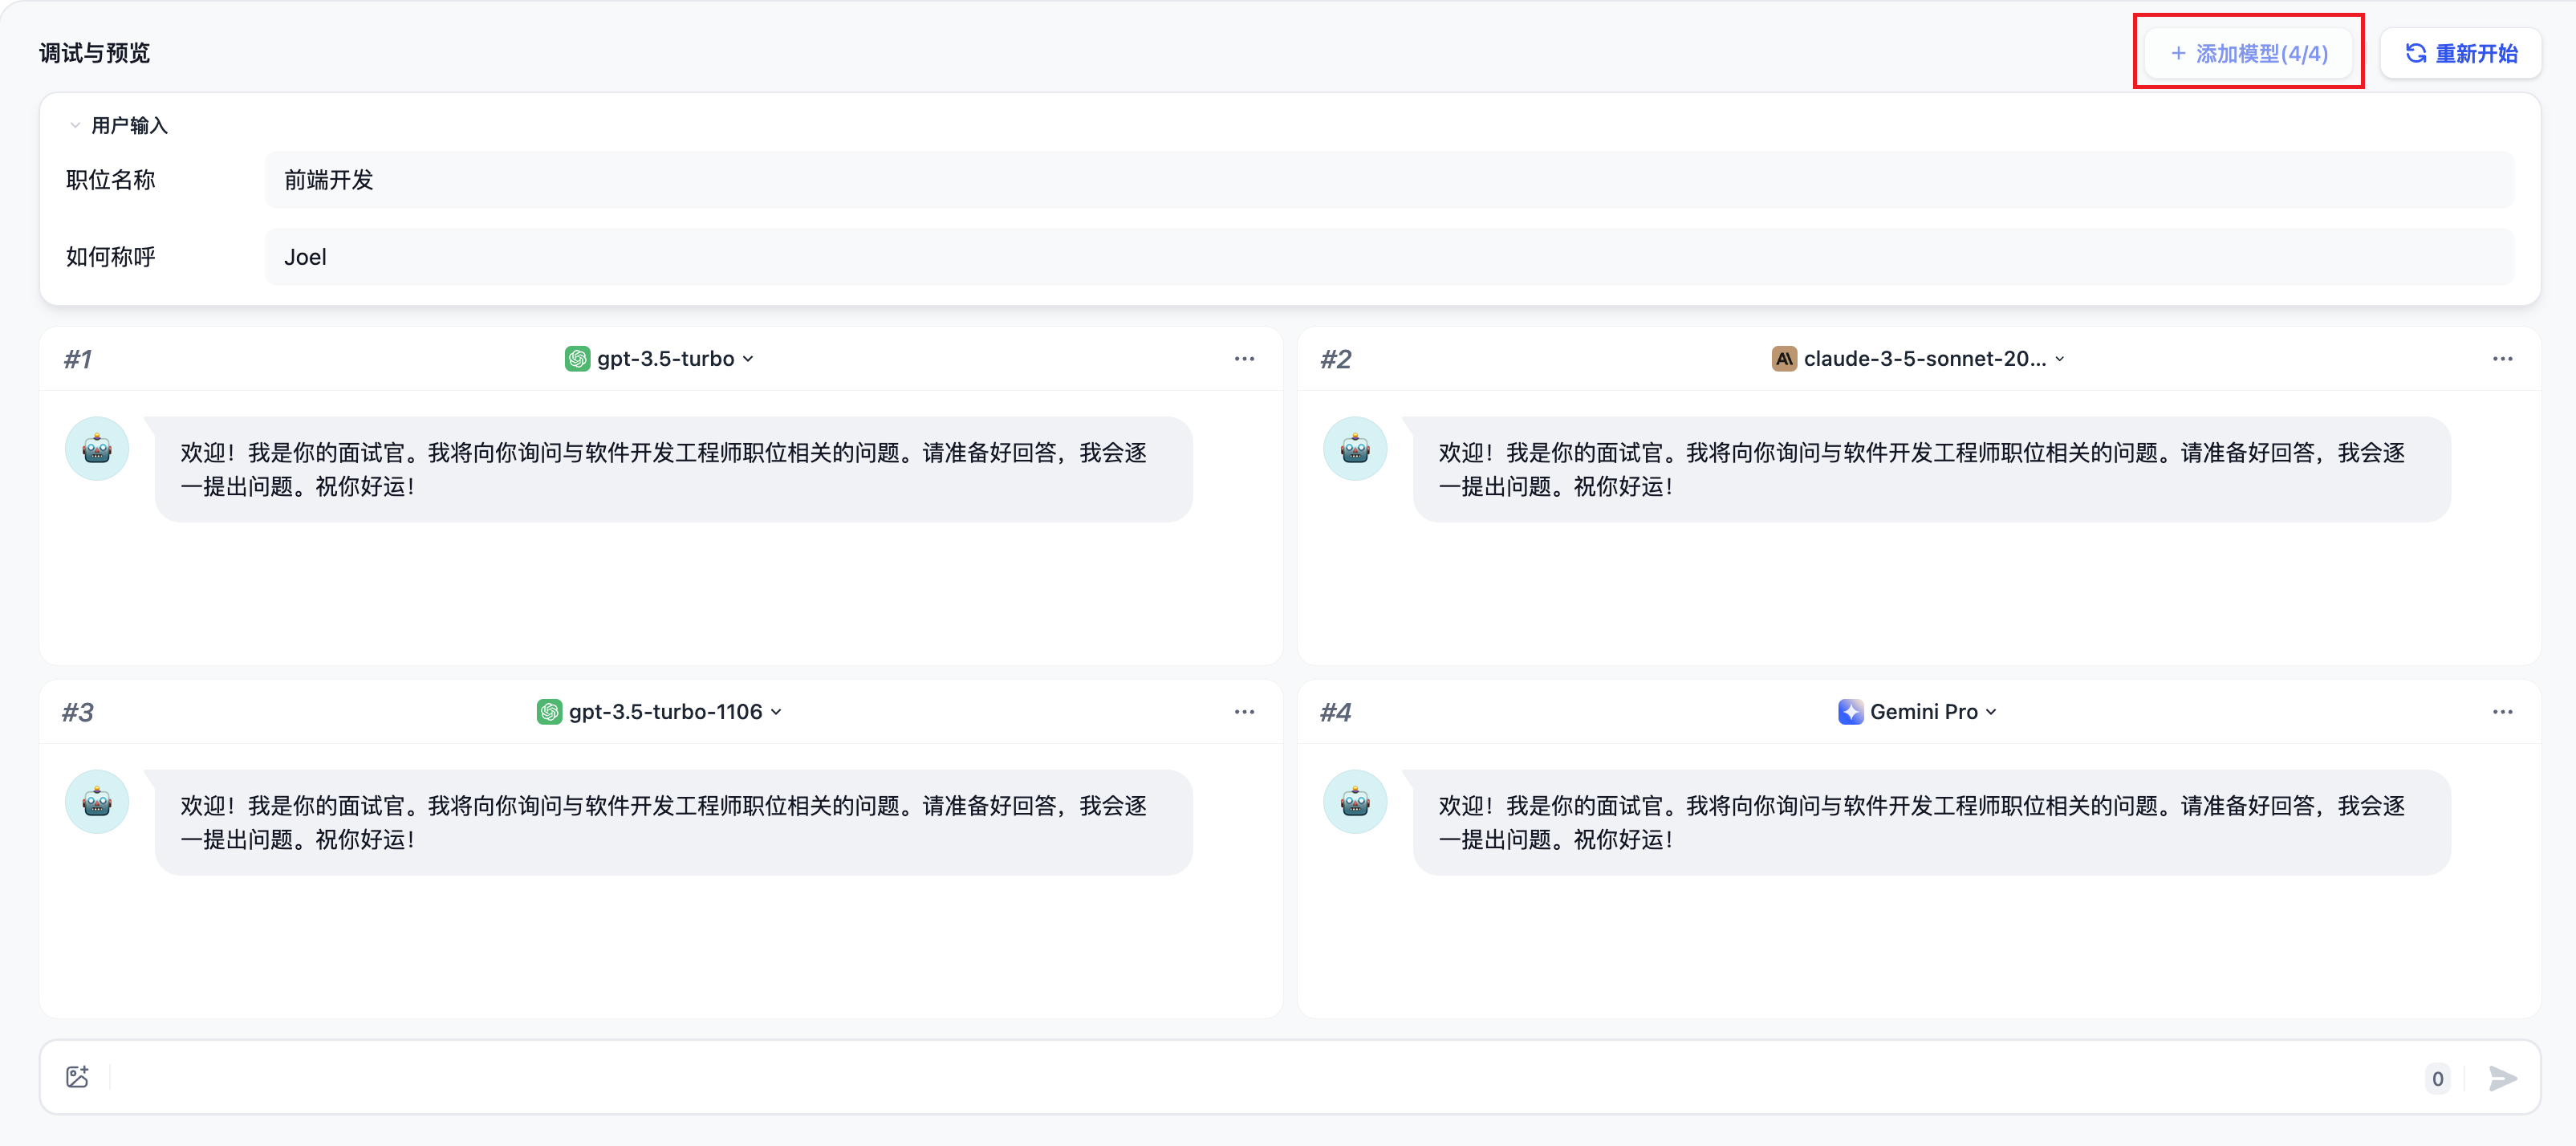 调试与预览
+ 添加模型(4/4)
重新开始
用户输入
职位名称
前端开发
如何称呼
Joel
#1
gpt-3.5-turbo
欢迎！我是你的面试官。我将向你询问与软件开发工程师职位相关的问题。请准备好回答，我会逐
一提出问题。祝你好运！
#2
claude-3-5-sonnet-20...
欢迎！我是你的面试官。我将向你询问与软件开发工程师职位相关的问题。请准备好回答，我会逐
一提出问题。祝你好运！
#3
gpt-3.5-turbo-1106
欢迎！我是你的面试官。我将向你询问与软件开发工程师职位相关的问题。请准备好回答，我会逐
一提出问题。祝你好运！
#4
Gemini Pro
欢迎！我是你的面试官。我将向你询问与软件开发工程师职位相关的问题。请准备好回答，我会逐
一提出问题。祝你好运！
0